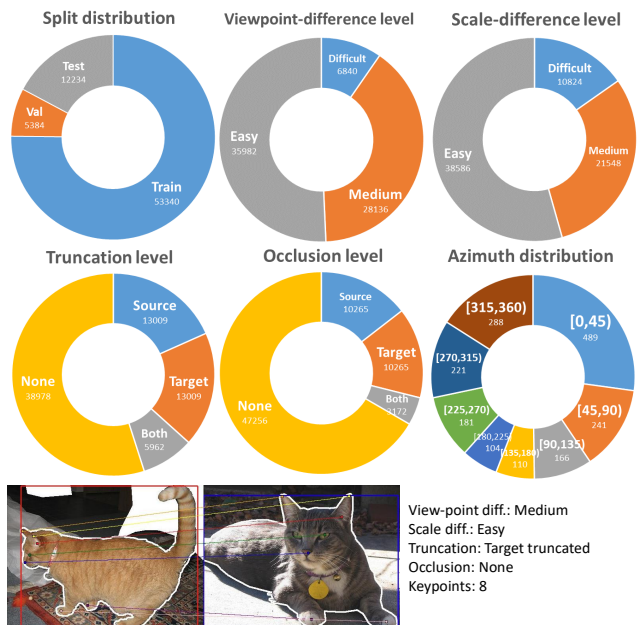 Split distribution
Test
12234
Val
5384
Train
53340
Viewpoint-difference level
Difficult
6840
Easy
35982
Medium
28136
Scale-difference level
Difficult
10824
Easy
38586
Medium
21548
Truncation level
Source
13009
None
38978
Target
13009
Both
5962
Occlusion level
Source
10265
Target
10265
None
47256
Both
3172
Azimuth distribution
[315,360)
288
[0,45)
489
[270,315)
221
[225,270)
181
[45,90)
241
[180,225)
104
[135,180)
110
[90,135)
166
View-point diff.: Medium
Scale diff.: Easy
Truncation: Target truncated
Occlusion: None
Keypoints: 8